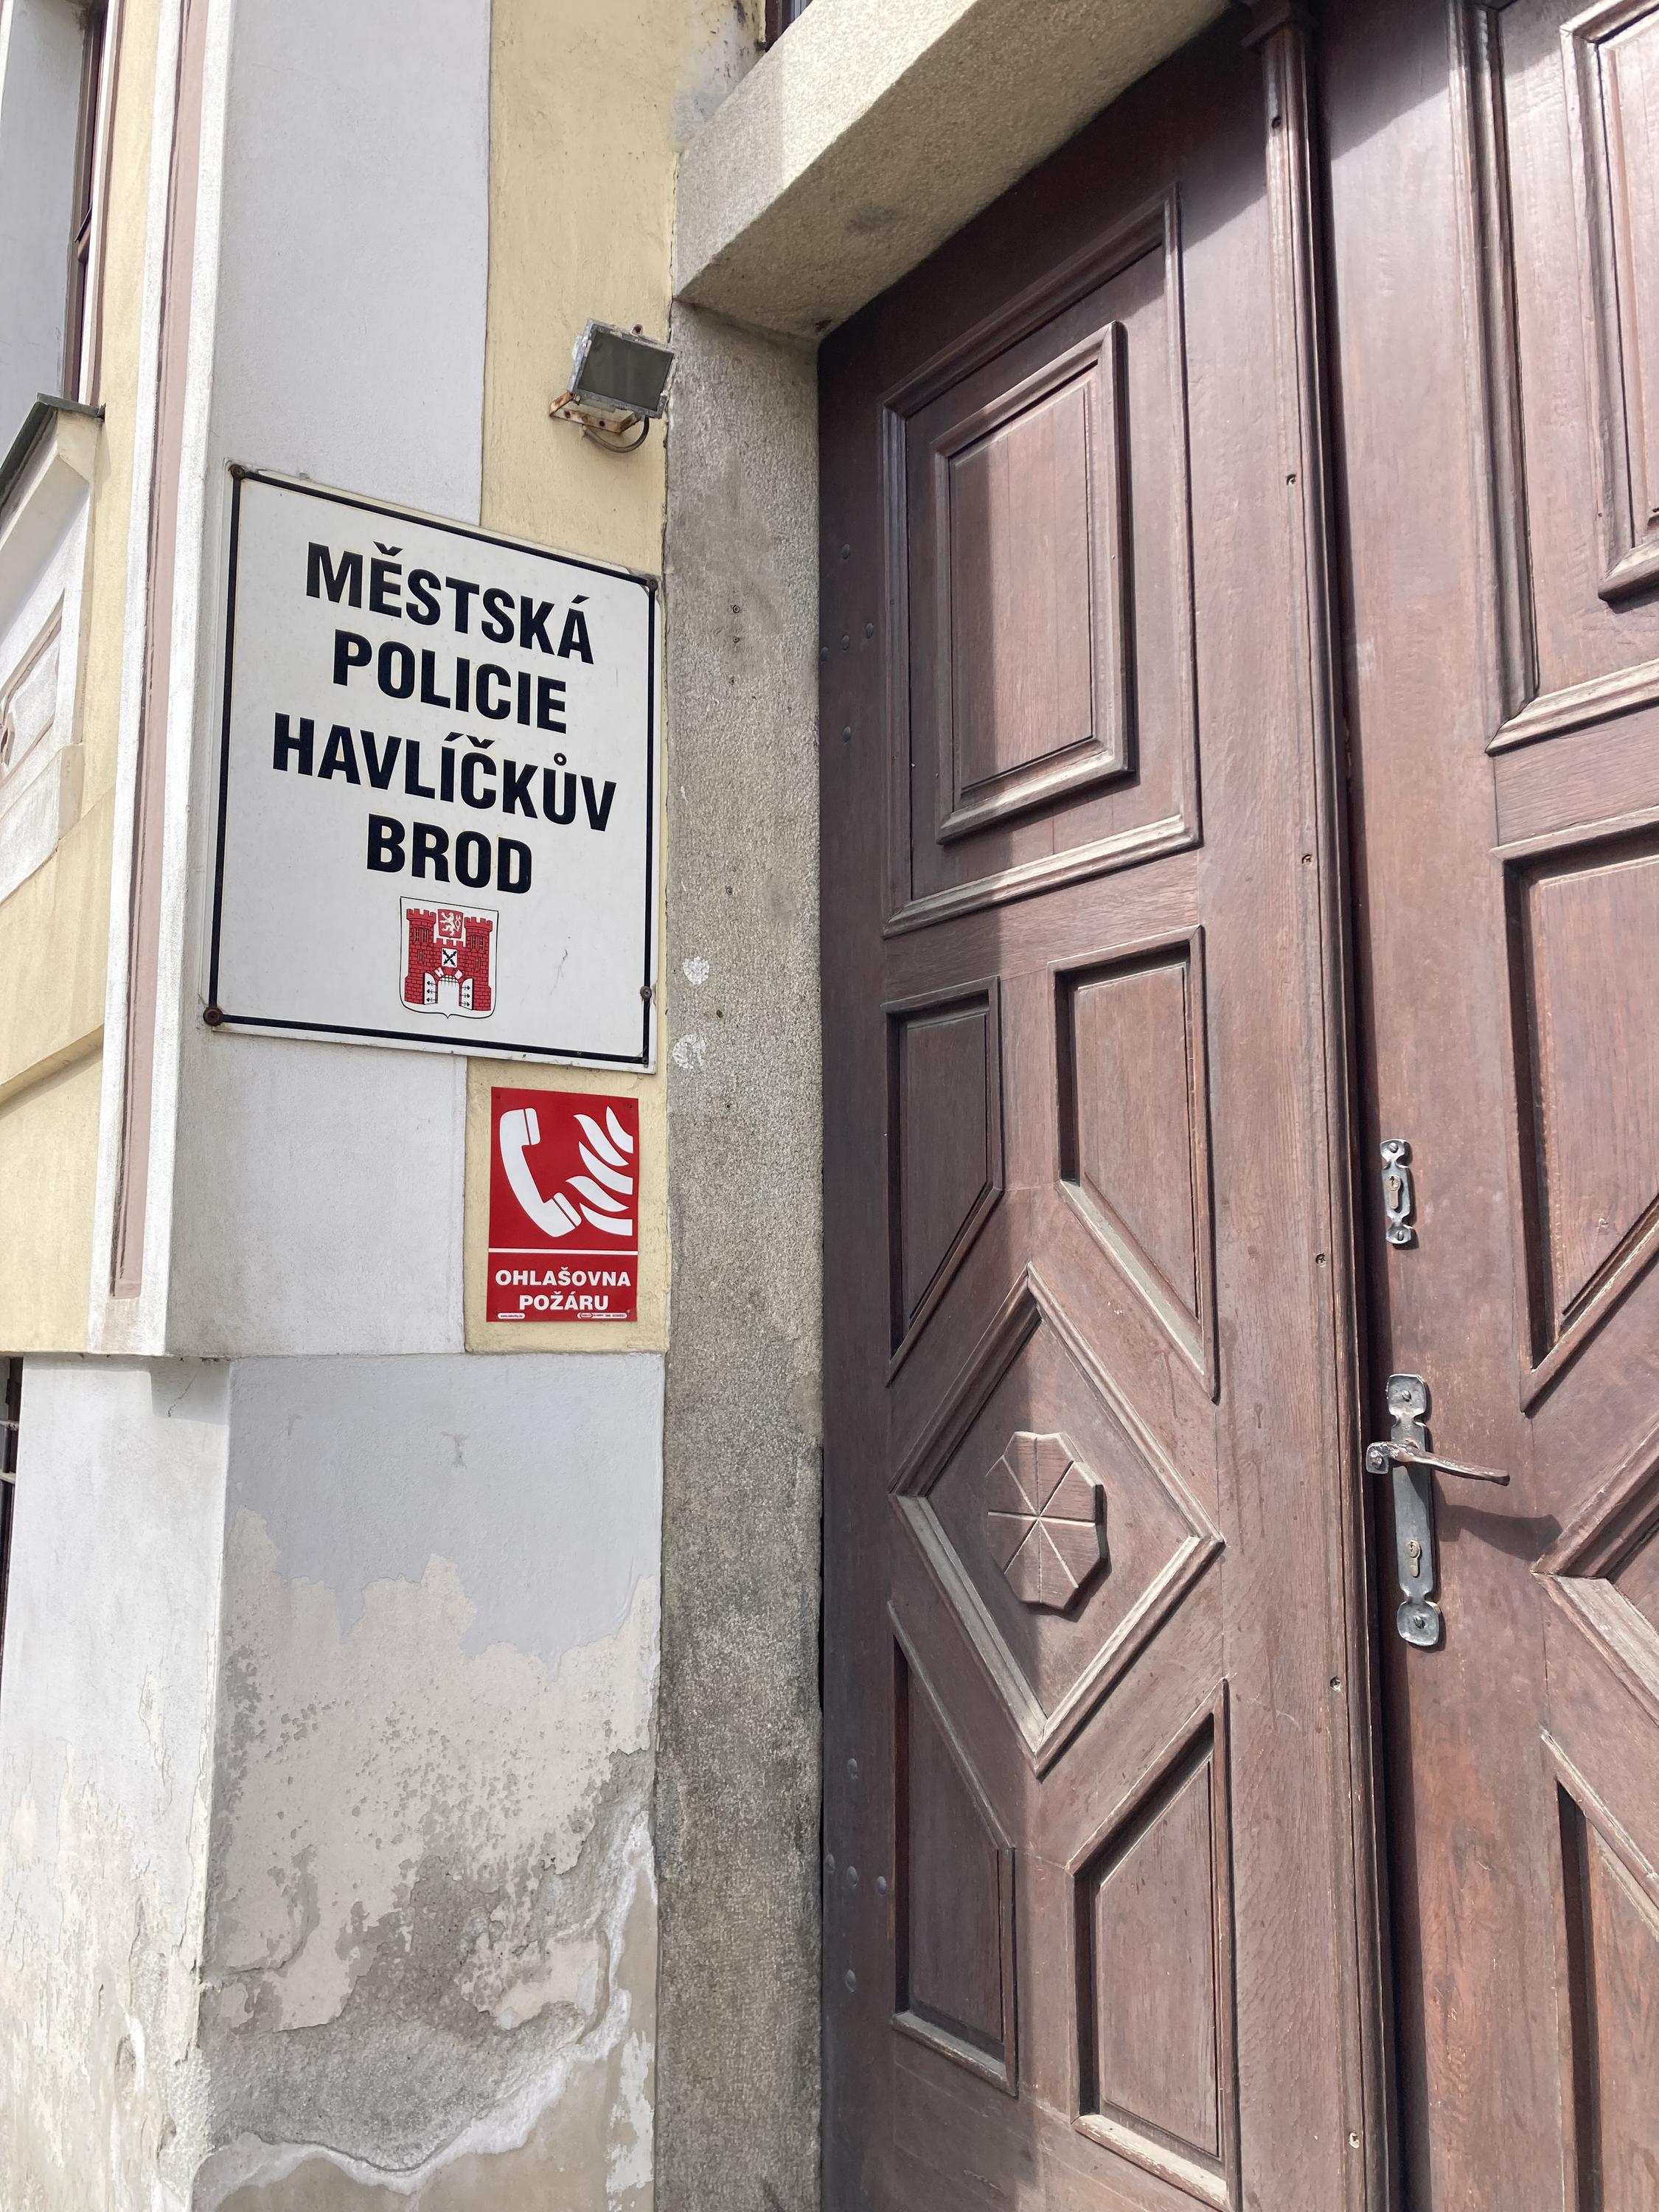 MĚSTSKÁ
POLICIE
HAVLÍČKŮV
BROD
OHLAŠOVNA
POŽÁRU